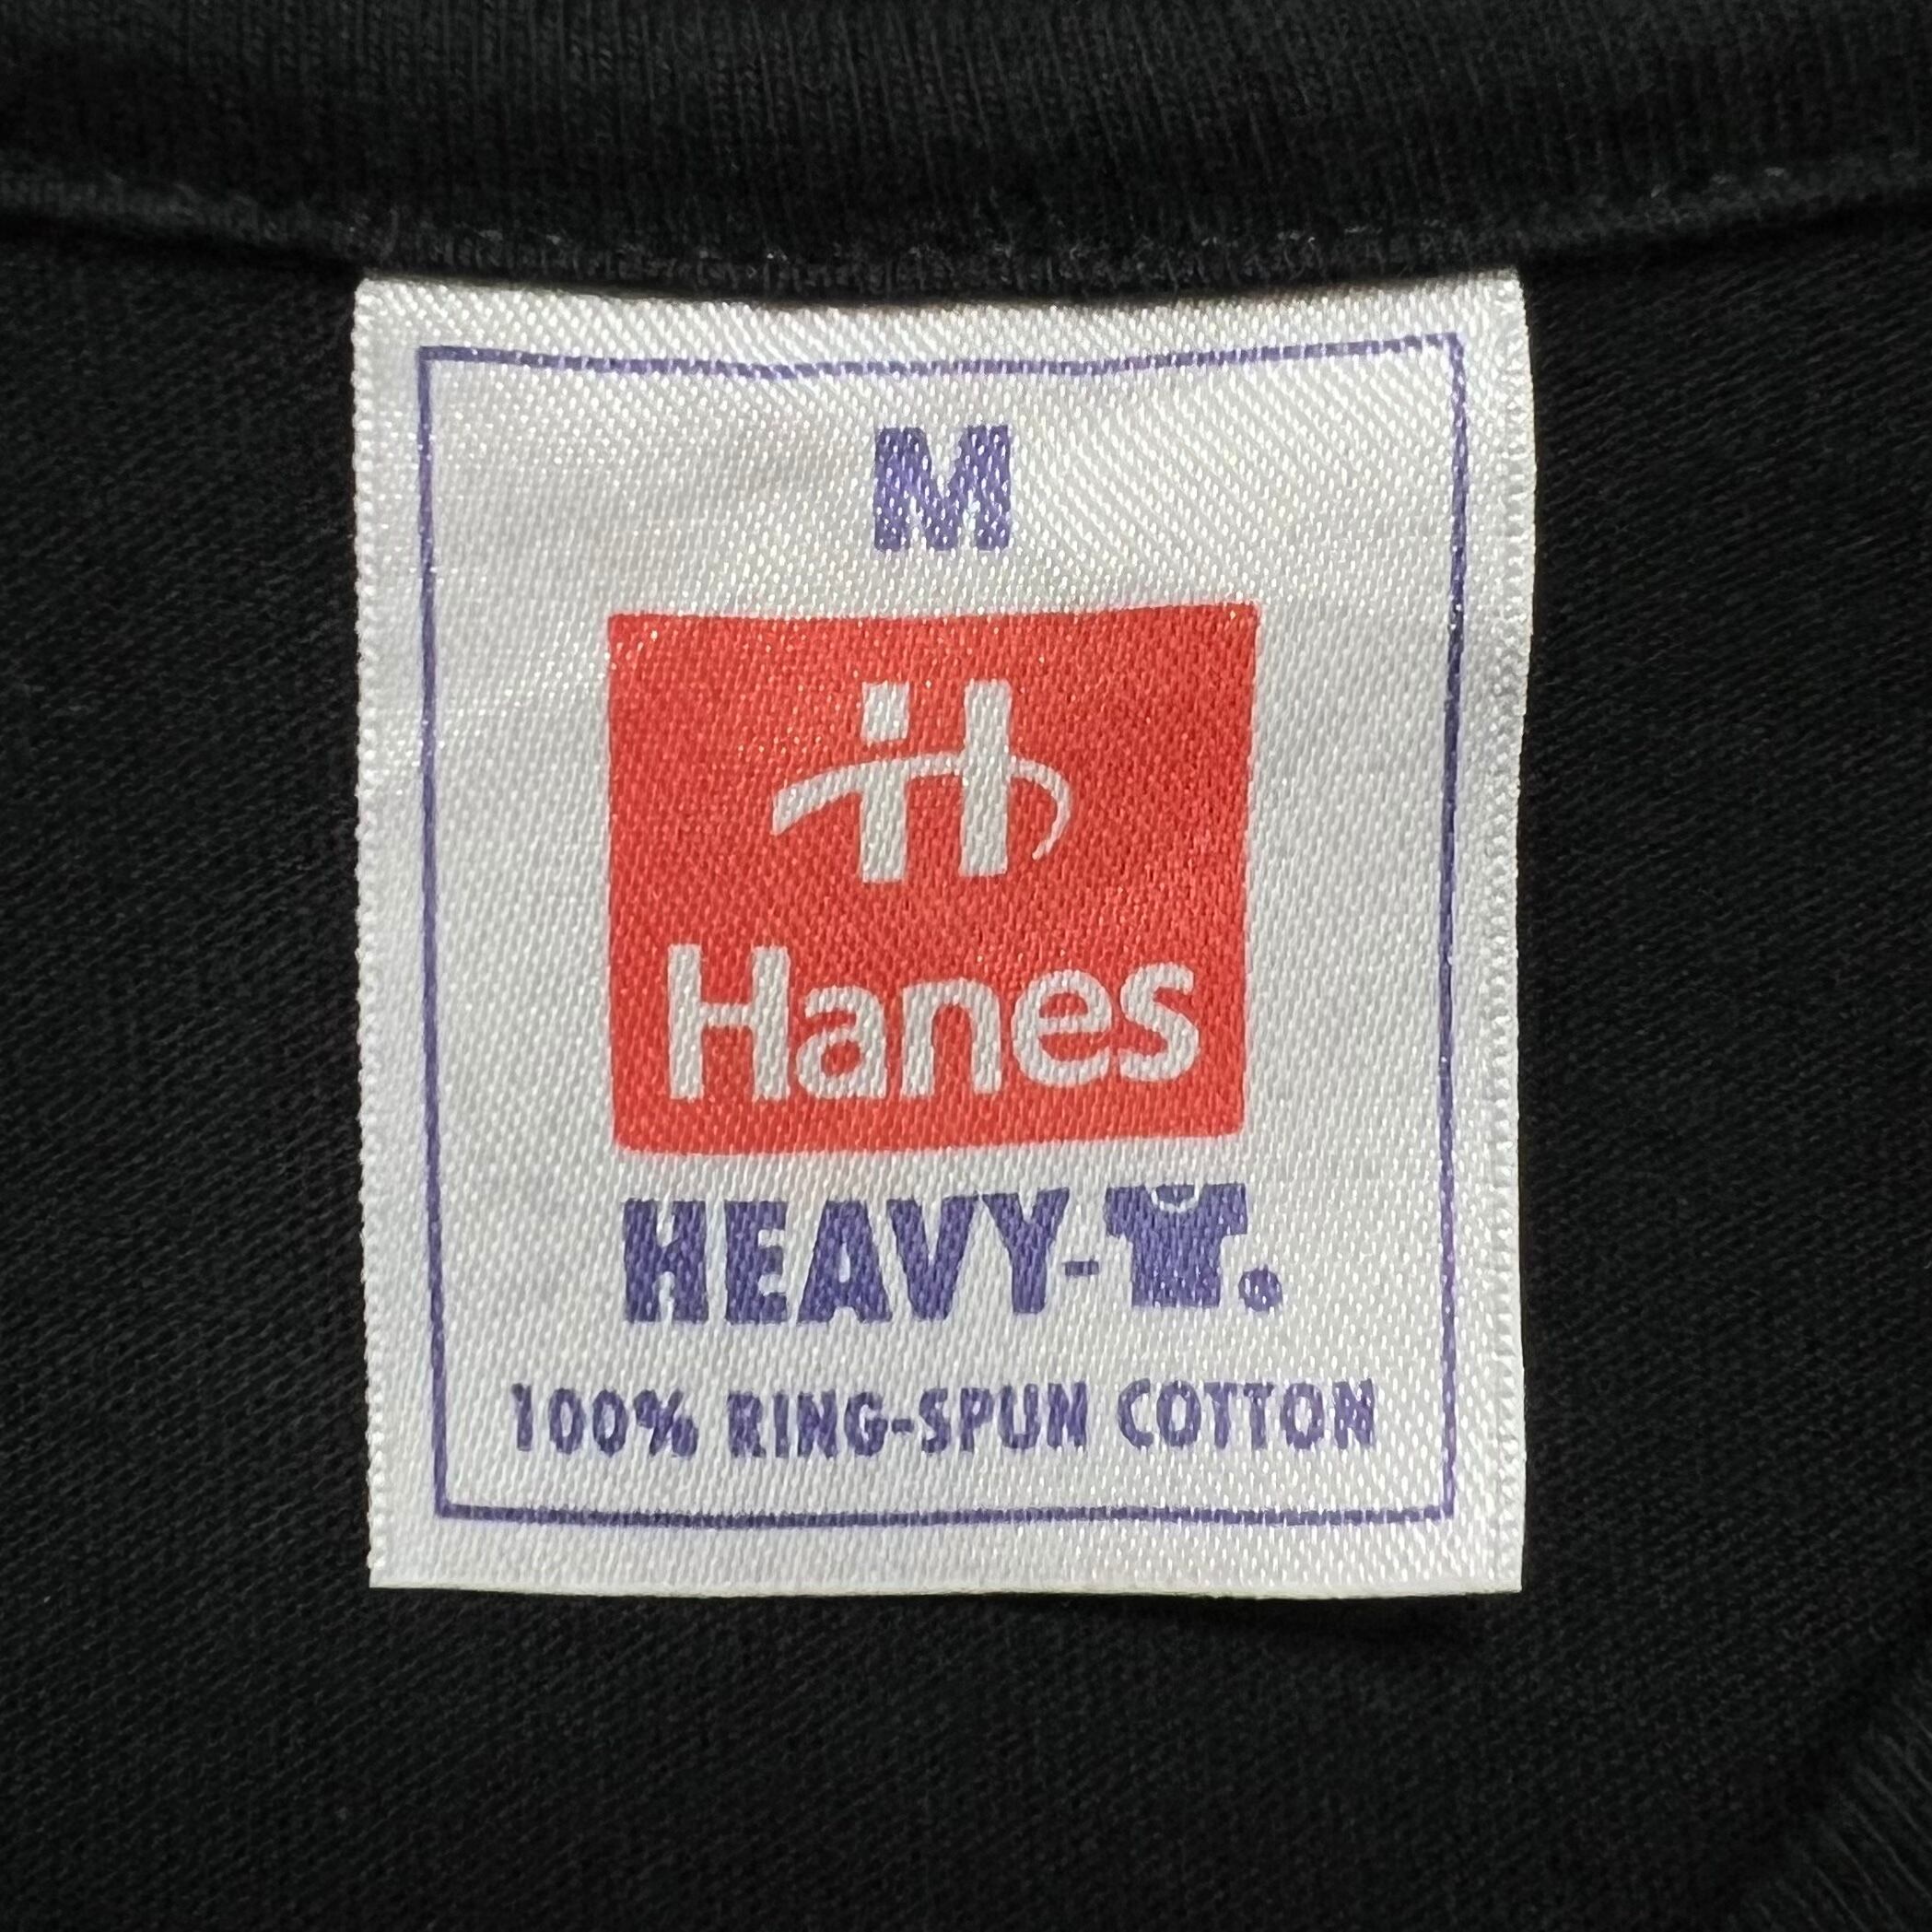 M
H
Hanes
HEAVY-
100% RING-SPUN COTTON